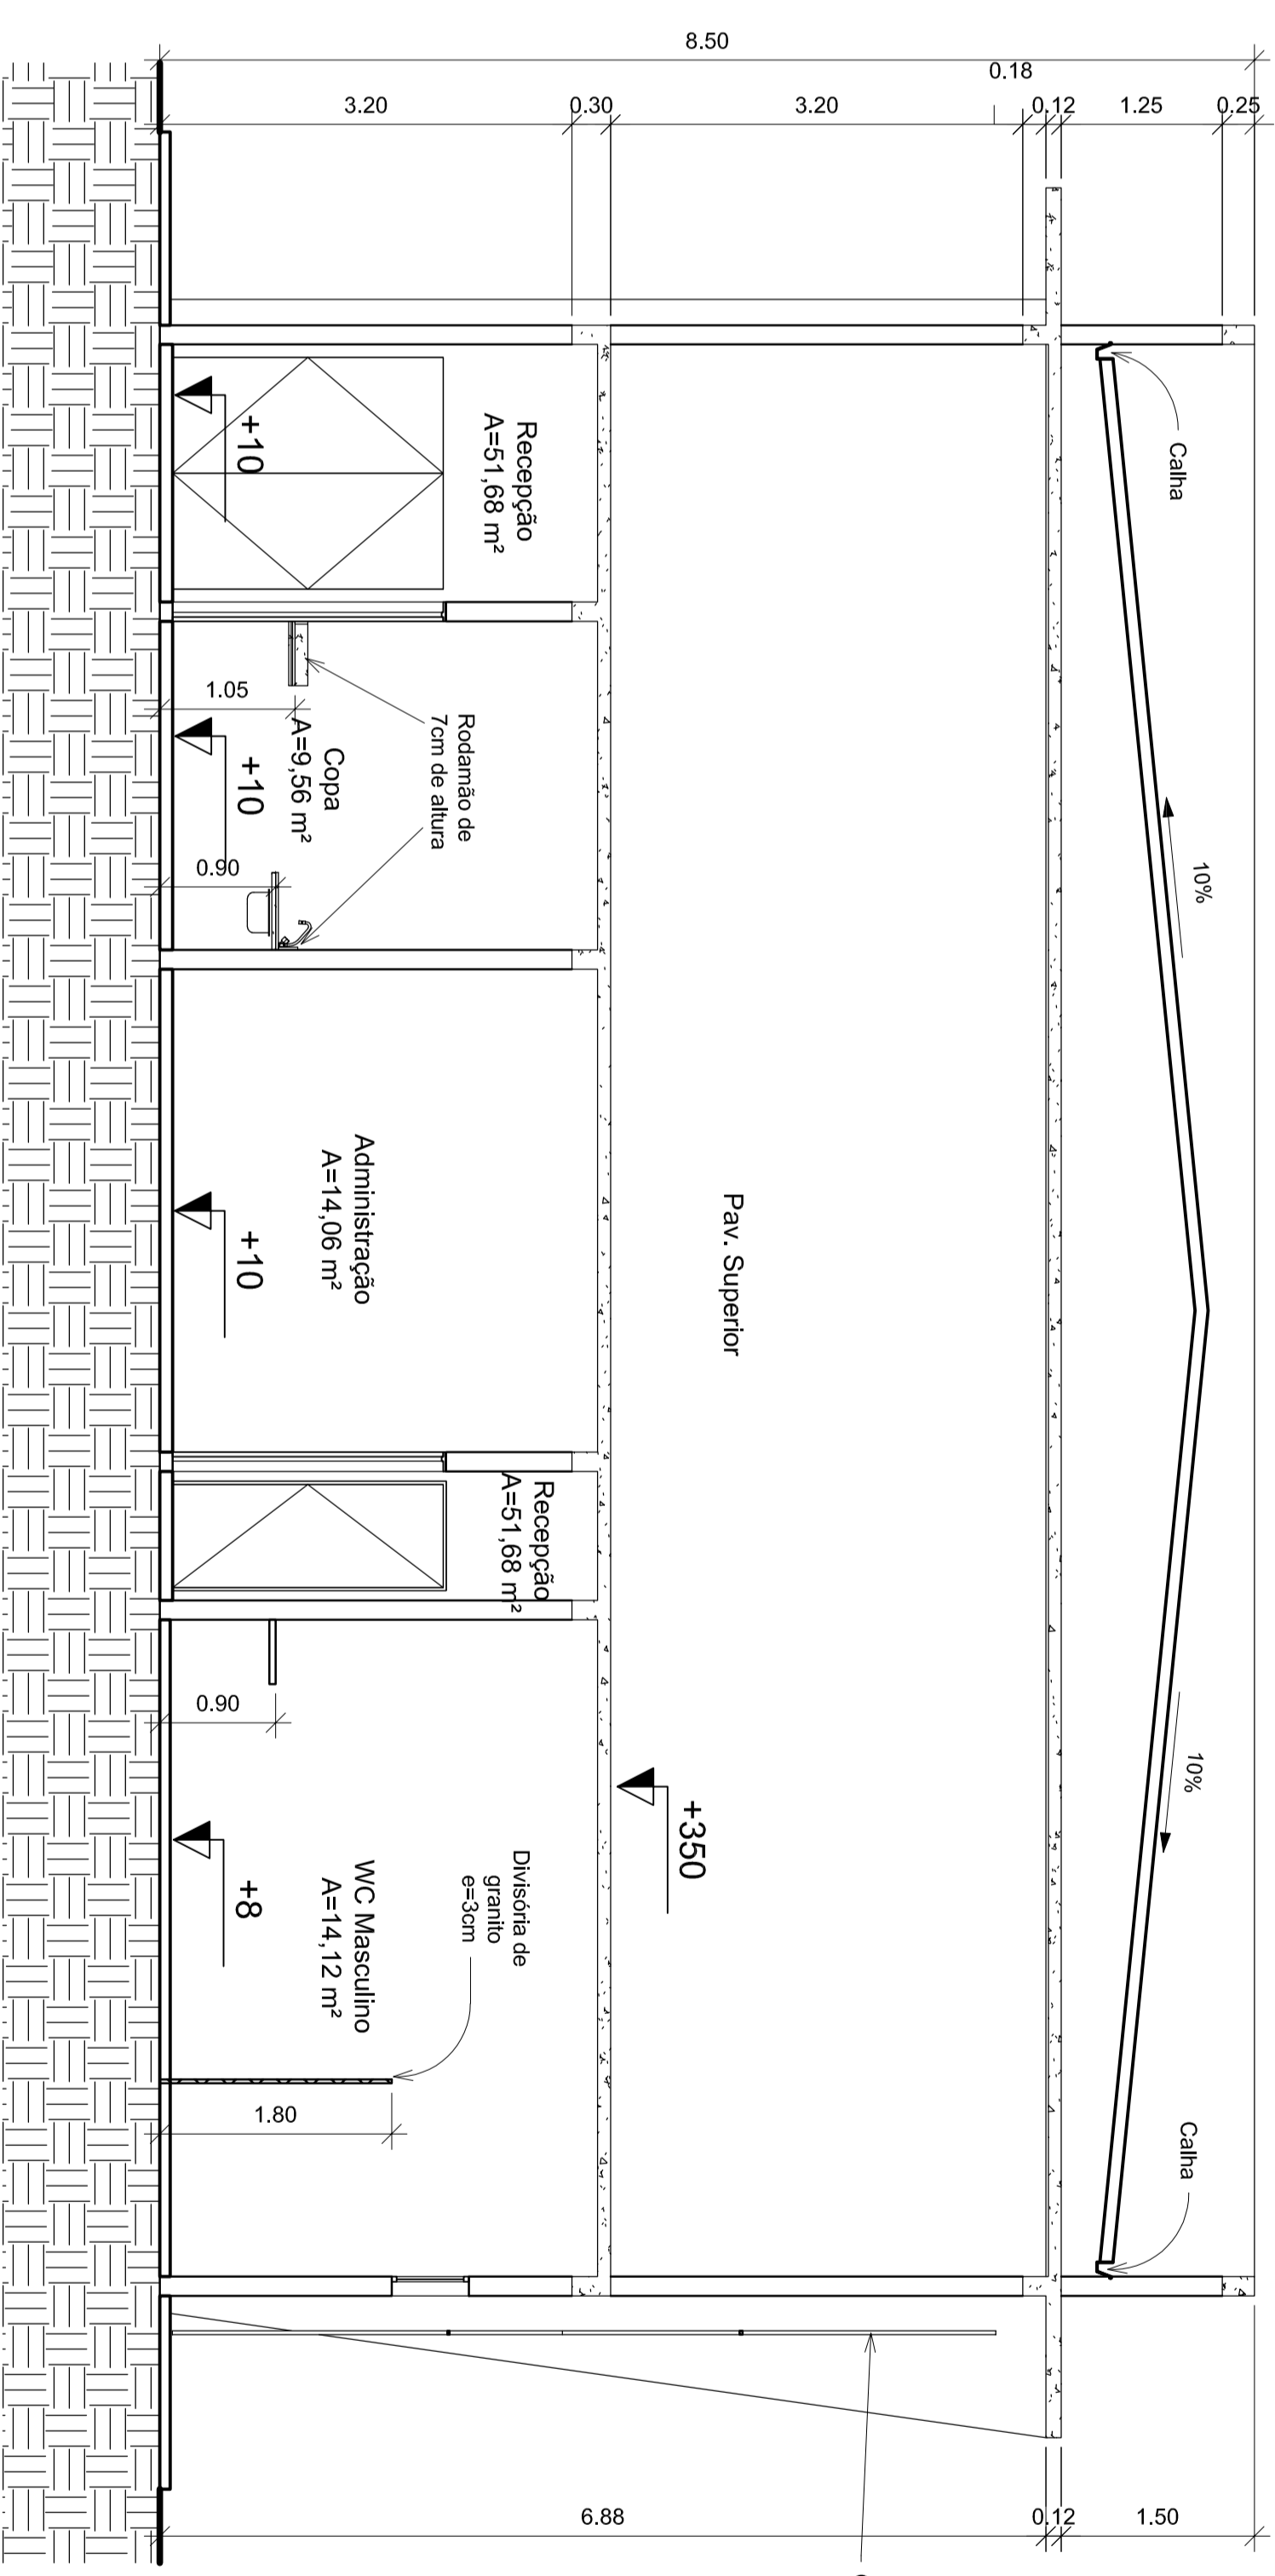 8.50
0.18
3.20
0.30
3.20
0.12
1.25
0.25
Calha
10%
Recepção
A=51,68 m²
+10
Rodamão de
7cm de altura
1.05
Copa
A=9,56 m²
+10
0.90
Administração
A=14,06 m²
+10
Pav. Superior
Recepção
A=51,68 m²
0.90
10%
+350
Divisória de
granito
e=3cm
WC Masculino
A=14,12 m²
+8
1.80
Calha
6.88
0.12
1.50